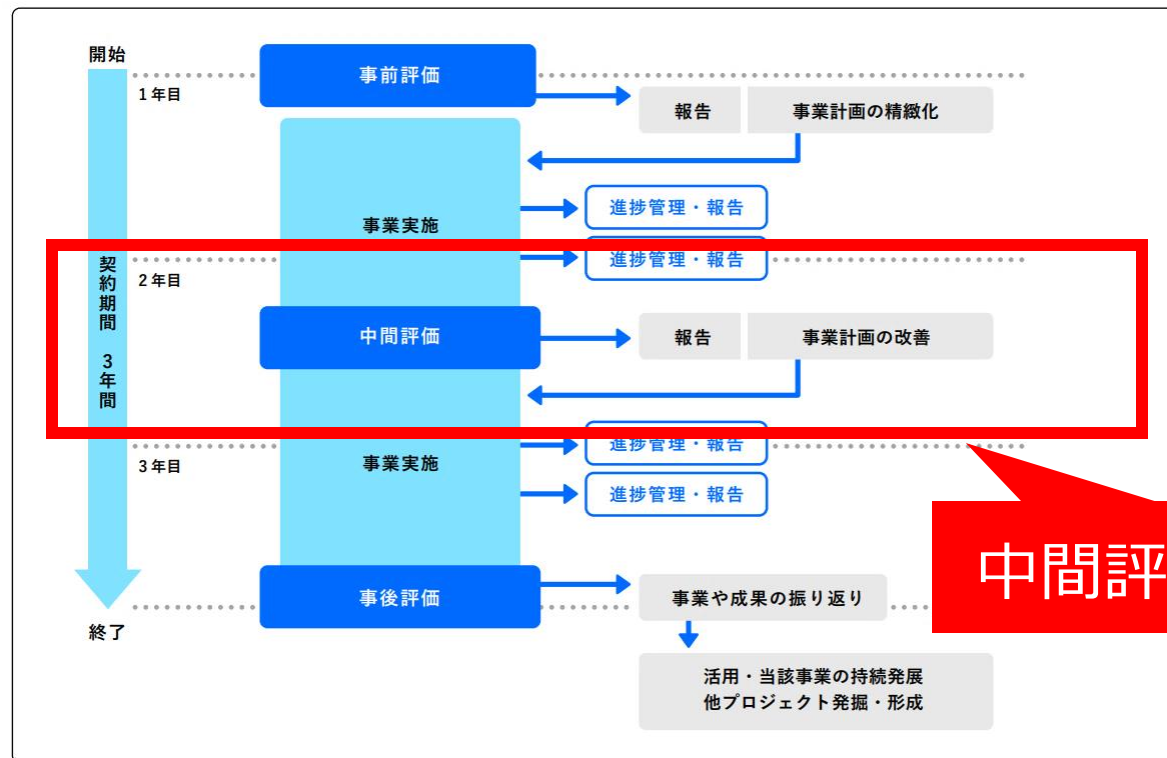 開始
事前評価
1年目
報告
事業計画の精緻化
進捗管理・報告
事業実施
進捗管理・報告
契約期間 3年間
2年目
中間評価
報告
事業計画の改善
進捗管理・報告
3年目
事業実施
進捗管理・報告
中間評
事後評価
事業や成果の振り返り
終了
活用・当該事業の持続発展
他プロジェクト発掘・形成